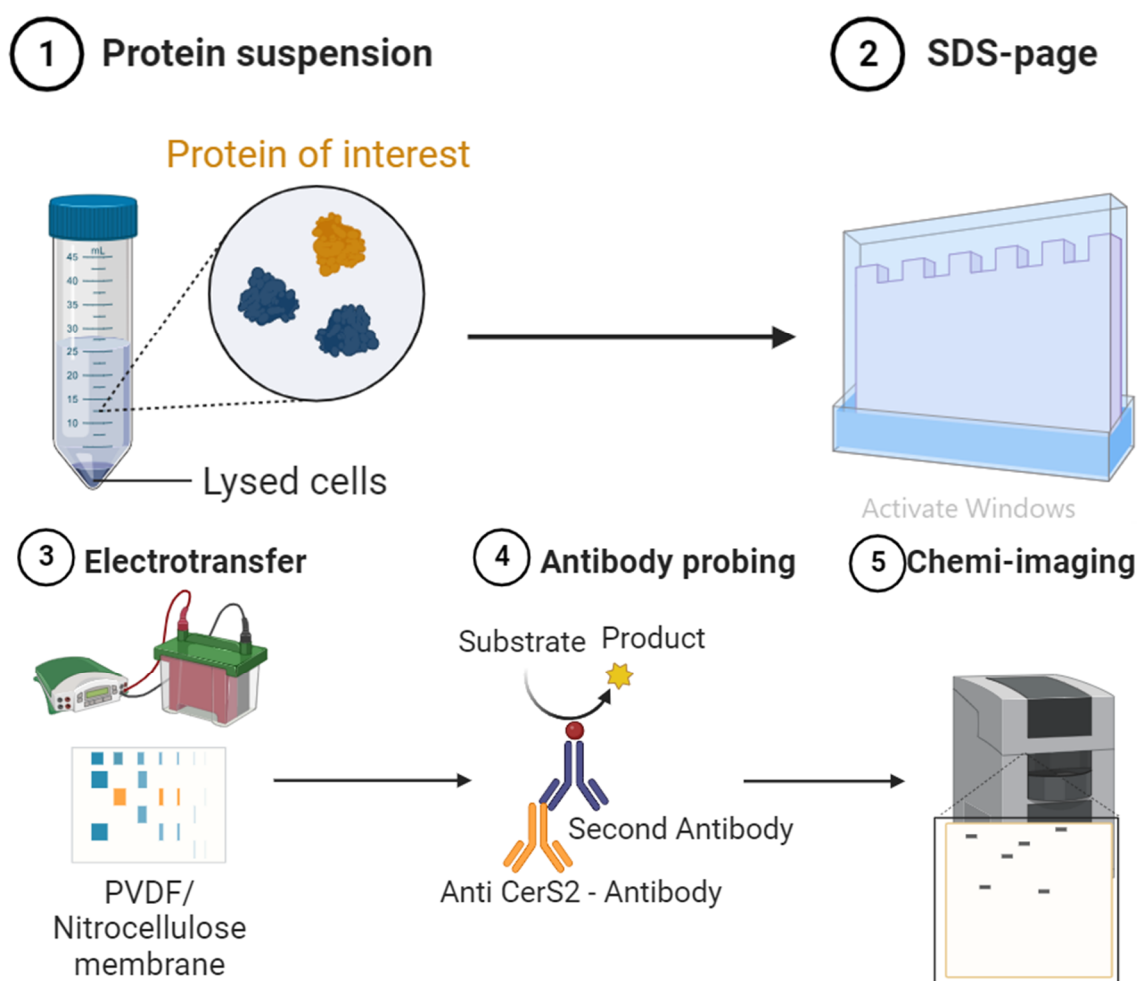 1 Protein suspension
2 SDS-page
Protein of interest
mL
45
40
35
30
25
20
15
10
Lysed cells
Activate Windows
3 Electrotransfer
4 Antibody probing
5 Chemi-imaging
Substrate Product
Second Antibody
Anti CerS2 - Antibody
PVDF/
Nitrocellulose
membrane